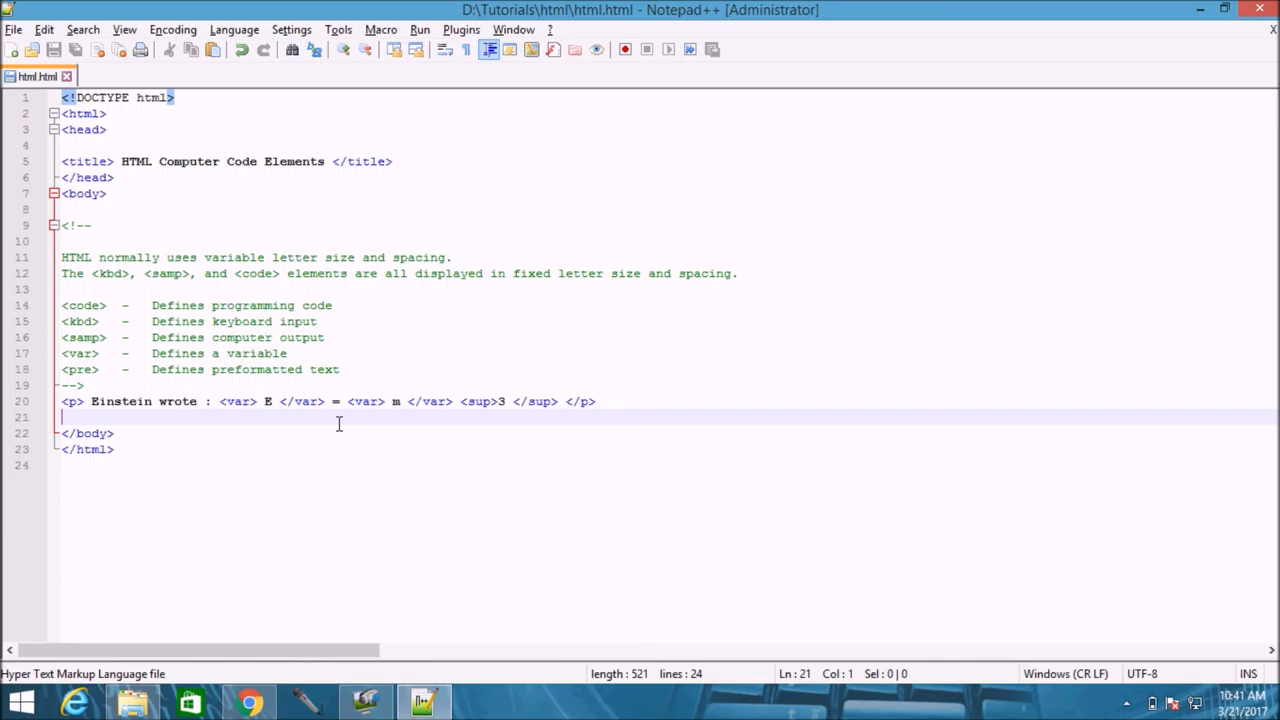 D:\Tutorials\html\html.html - Notepad++ [Administrator]
File Edit Search View Encoding Language Settings Tools Macro Run Plugins Window ? X
html.html
1 <!DOCTYPE html>
2 <html>
3 <head>
4
5 <title> HTML Computer Code Elements </title>
6 </head>
7 <body>
8
9 <!--
10
11 HTML normally uses variable letter size and spacing.
12 The <kbd>, <samp>, and <code> elements are all displayed in fixed letter size and spacing.
13
14 <code> - Defines programming code
15 <kbd> - Defines keyboard input
16 <samp> - Defines computer output
17 <var> - Defines a variable
18 <pre> - Defines preformatted text
19 -->
20 <p> Einstein wrote : <var> E </var> = <var> m </var> <sup>3 </sup> </p>
21
22 </body>
23 </html>
24
Hyper Text Markup Language file length : 521 lines : 24 Ln : 21 Col : 1 Sel : 0 | 0 Windows (CR LF) UTF-8 INS
10:41 AM
3/21/2017